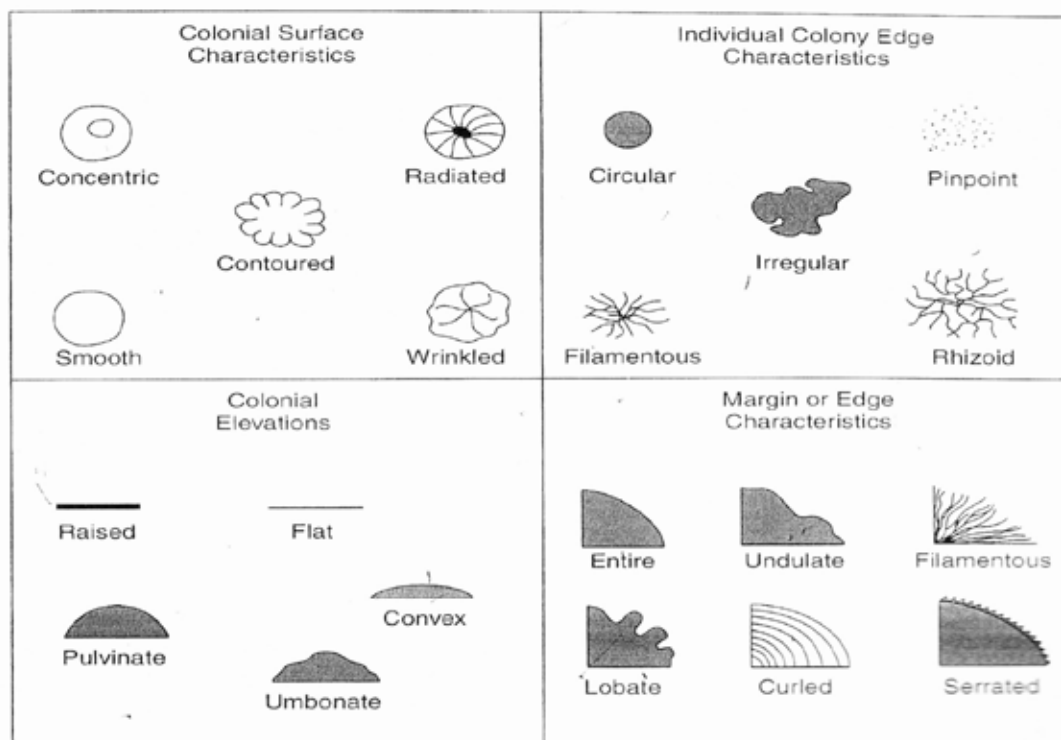 Colonial Surface
Characteristics
Concentric
Radiated
Contoured
Smooth
Wrinkled
Individual Colony Edge
Characteristics
Circular
Pinpoint
Irregular
Filamentous
Rhizoid
Colonial
Elevations
Raised
Flat
Convex
Pulvinate
Umbonate
Margin or Edge
Characteristics
Entire
Undulate
Filamentous
Lobate
Curled
Serrated